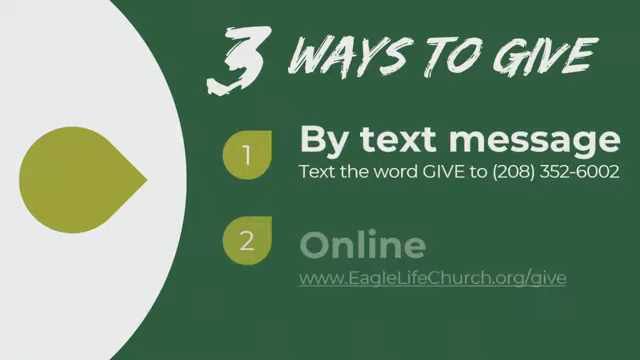 3 WAYS TO GIVE
1
By text message
Text the word GIVE to (208) 352-6002
2
Online
www.EagleLifeChurch.org/give